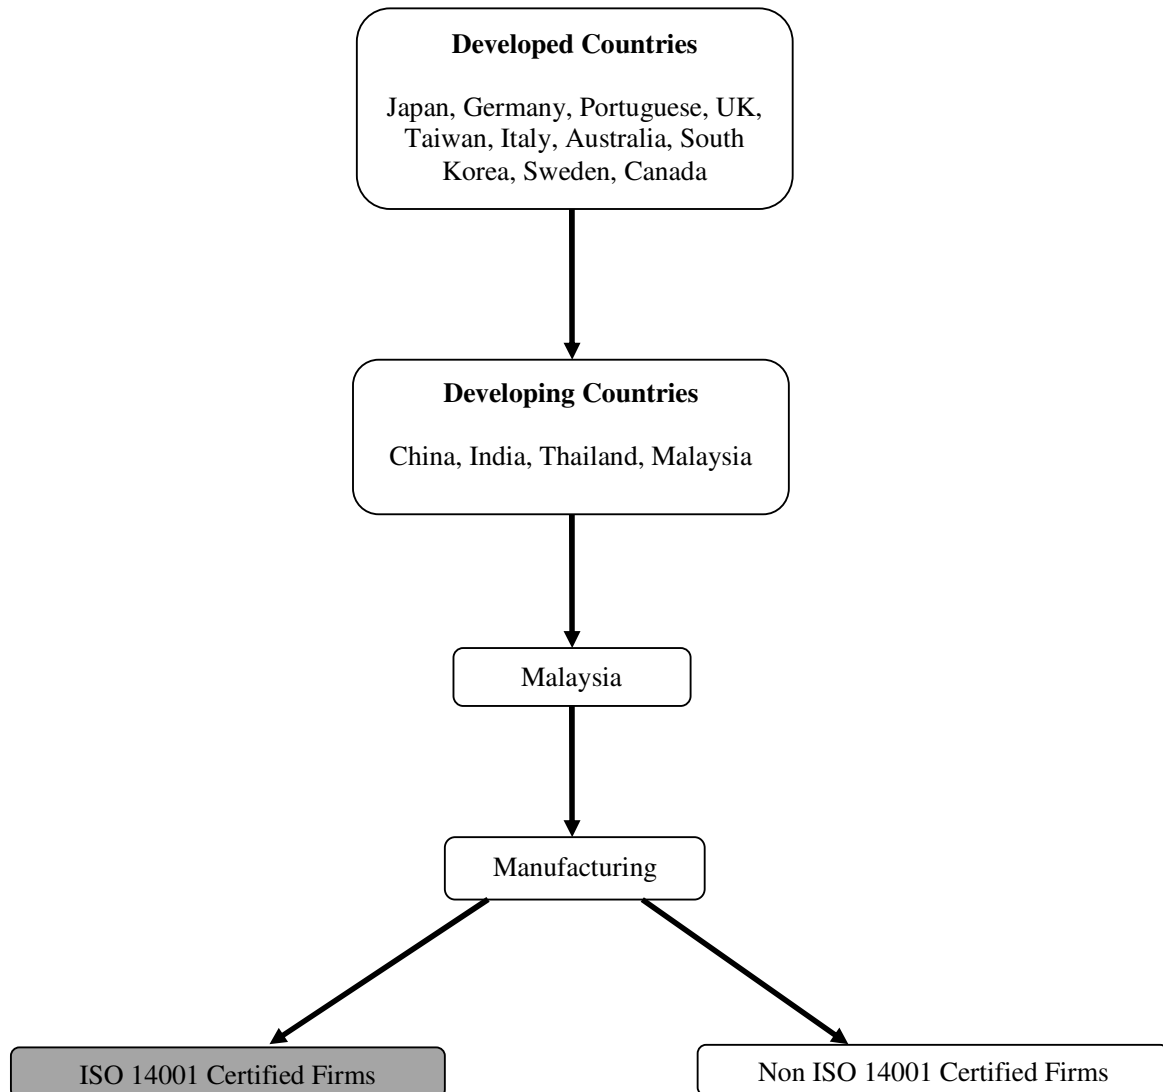 Developed Countries
Japan, Germany, Portuguese, UK,
Taiwan, Italy, Australia, South
Korea, Sweden, Canada
Developing Countries
China, India, Thailand, Malaysia
Malaysia
Manufacturing
ISO 14001 Certified Firms
Non ISO 14001 Certified Firms